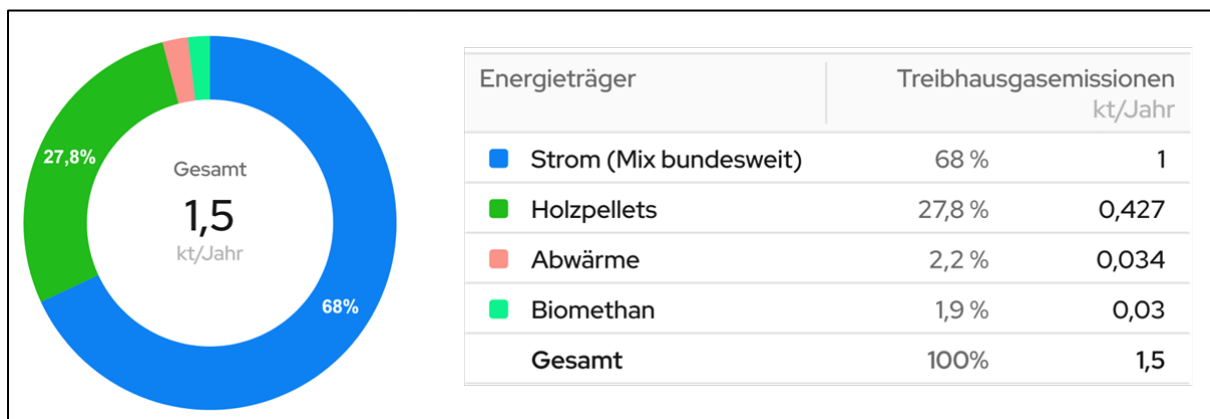 27,8%
Gesamt
1,5
kt/Jahr
68%
Energieträger Treibhausgasemissionen
kt/Jahr
Strom (Mix bundesweit) 68 % 1
Holzpellets 27,8 % 0,427
Abwärme 2,2 % 0,034
Biomethan 1,9 % 0,03
Gesamt 100% 1,5